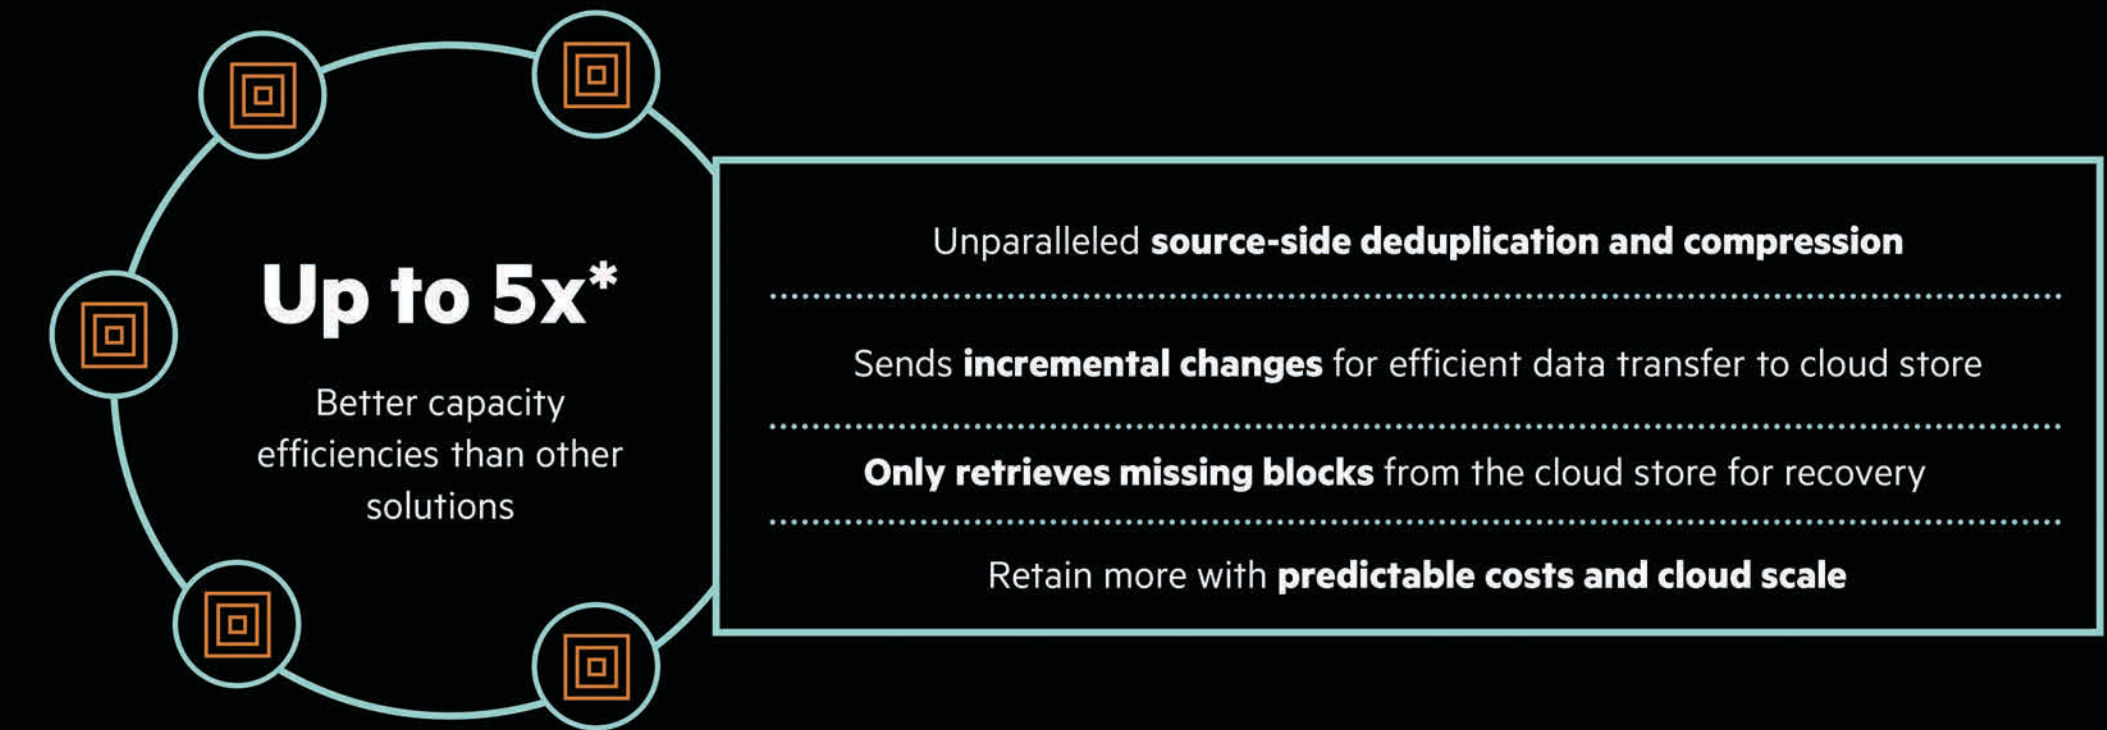 Up to 5x*
Better capacity
efficiencies than other
solutions
Unparalleled source-side deduplication and compression
Sends incremental changes for efficient data transfer to cloud store
Only retrieves missing blocks from the cloud store for recovery
Retain more with predictable costs and cloud scale